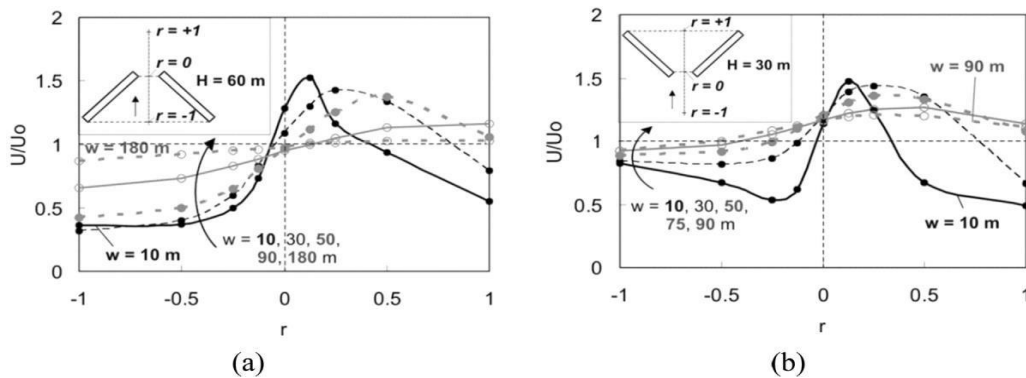 2
1.5
1
0.5
0
U/Uo
r = +1
r = 0
r = -1
H = 60 m
w = 180 m
w = 10, 30, 50,
90, 180 m
w = 10 m
-1
-0.5
0
0.5
1
r
(a)
2
1.5
1
0.5
0
U/Uo
r = +1
r = 0
r = -1
H = 30 m
w = 90 m
w = 10, 30, 50,
75, 90 m
w = 10 m
-1
-0.5
0
0.5
1
r
(b)